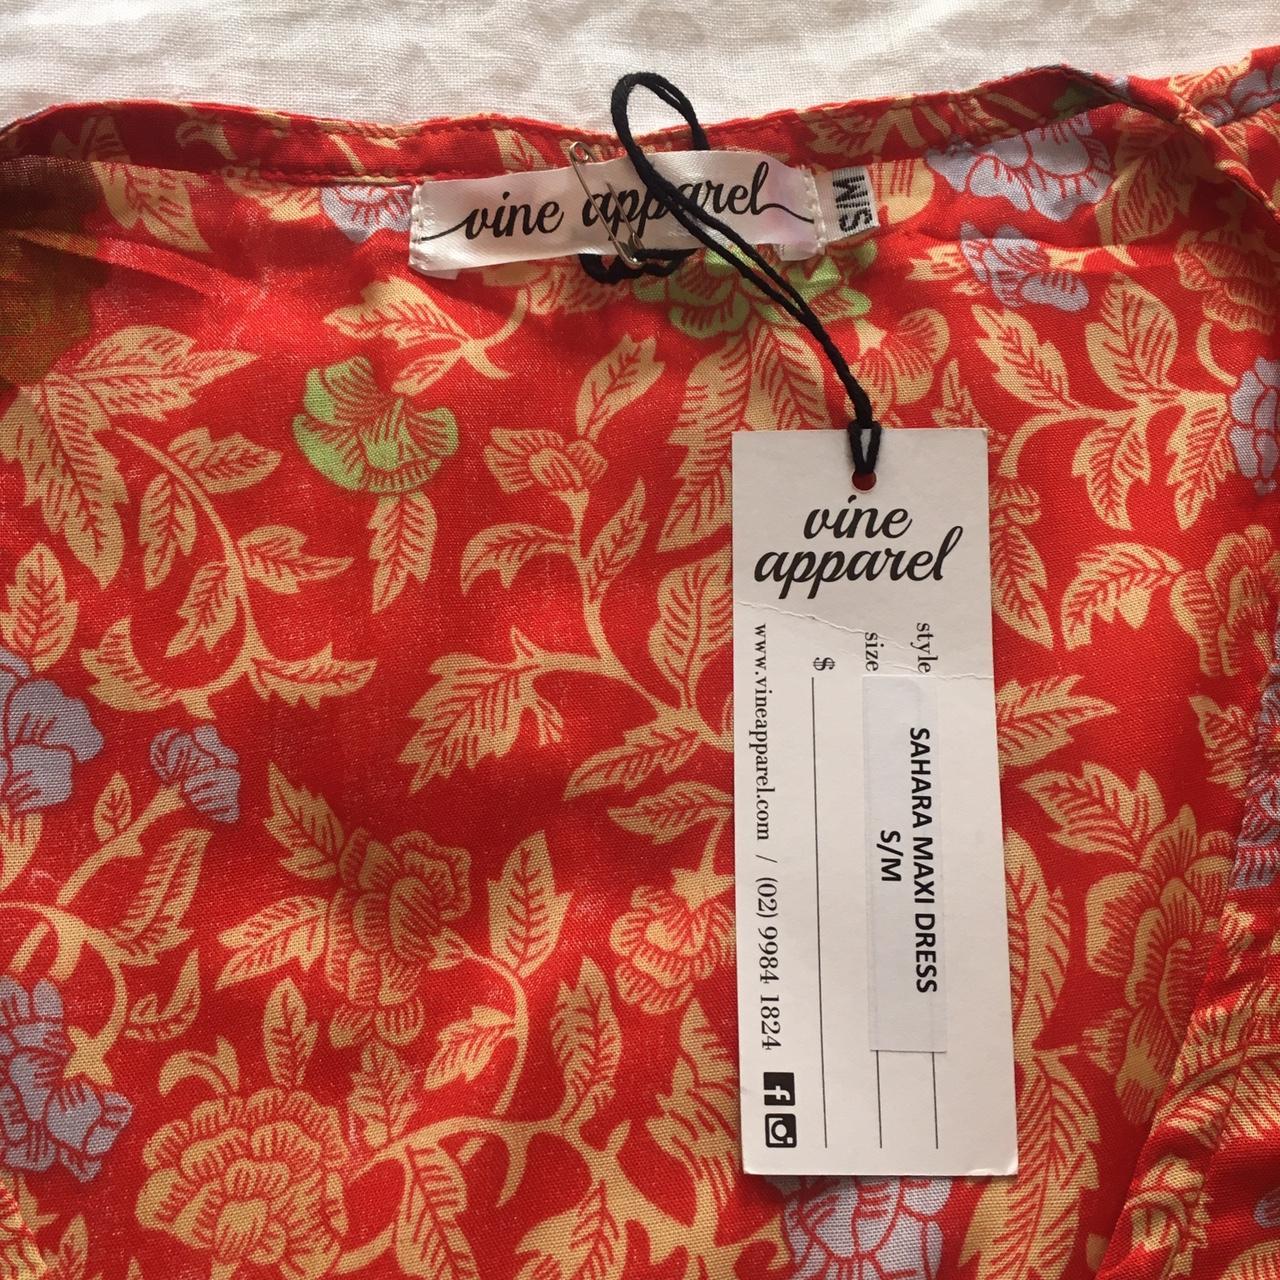 vine apparel
S/M
vine
apparel
style
SAHARA MAXI DRESS
size
S/M
$
www.vineapparel.com / (02) 9984 1824